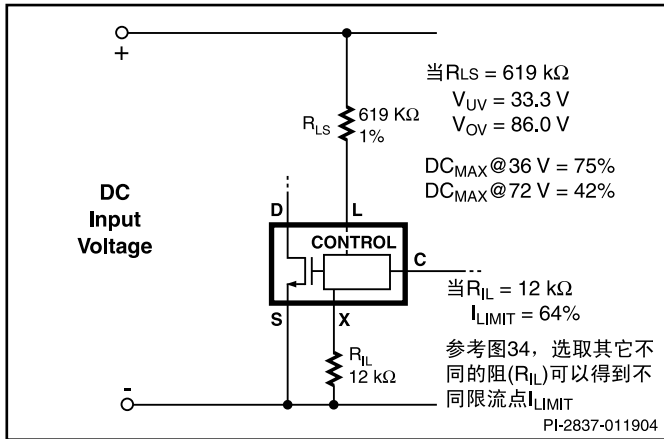 +
当RLS = 619 kΩ
VUV = 33.3 V
VOV = 86.0 V
RLS
619 KΩ
1%
DCMAX@36 V = 75%
DCMAX@72 V = 42%
DC
Input
Voltage
D
L
CONTROL
C
S
X
当RIL = 12 kΩ
ILIMIT = 64%
RIL
12 kΩ
参考图34，选取其它不
同的阻(RIL)可以得到不
同限流点ILIMIT
-
PI-2837-011904